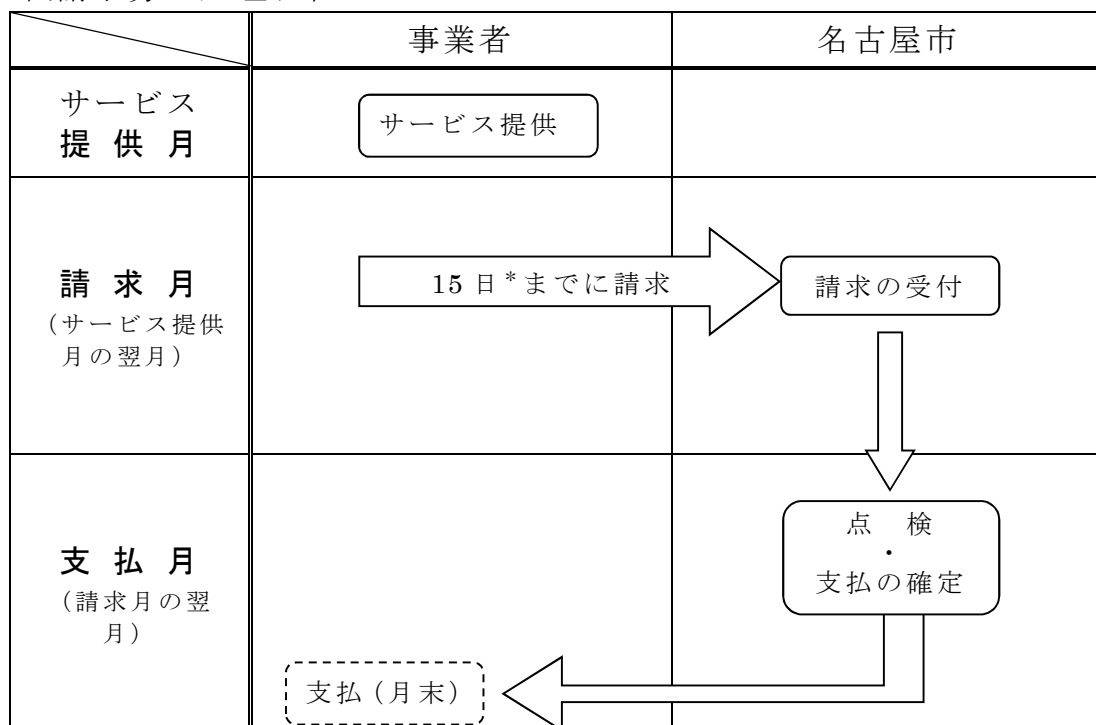 事業者 名古屋市
サービス
提供月
サービス提供
請求月
（サービス提供
月の翌月）
15日*までに請求
請求の受付
点　検
・
支払の確定
支払月
（請求月の翌
月）
支払（月末）